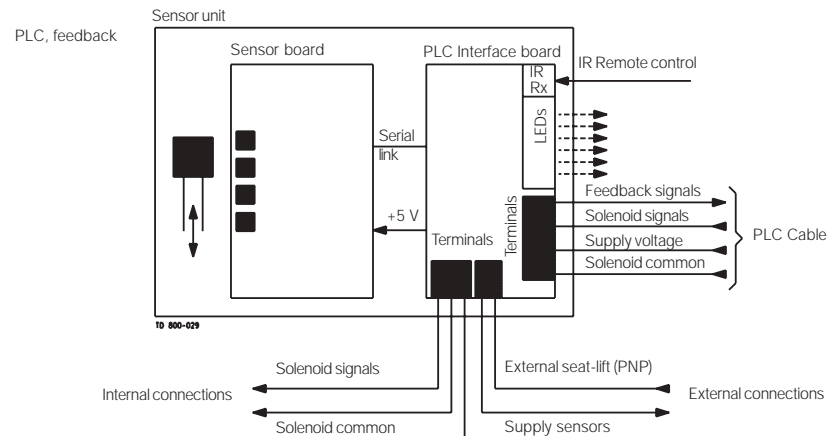 Sensor unit
PLC, feedback
Sensor board
PLC Interface board
IR
Rx
IR Remote control
LEDs
Serial
link
Feedback signals
+5 V
Terminals
Solenoid signals
PLC Cable
Terminals
Supply voltage
Solenoid common
TD 800-029
Solenoid signals
External seat-lift (PNP)
Internal connections
External connections
Solenoid common
Supply sensors